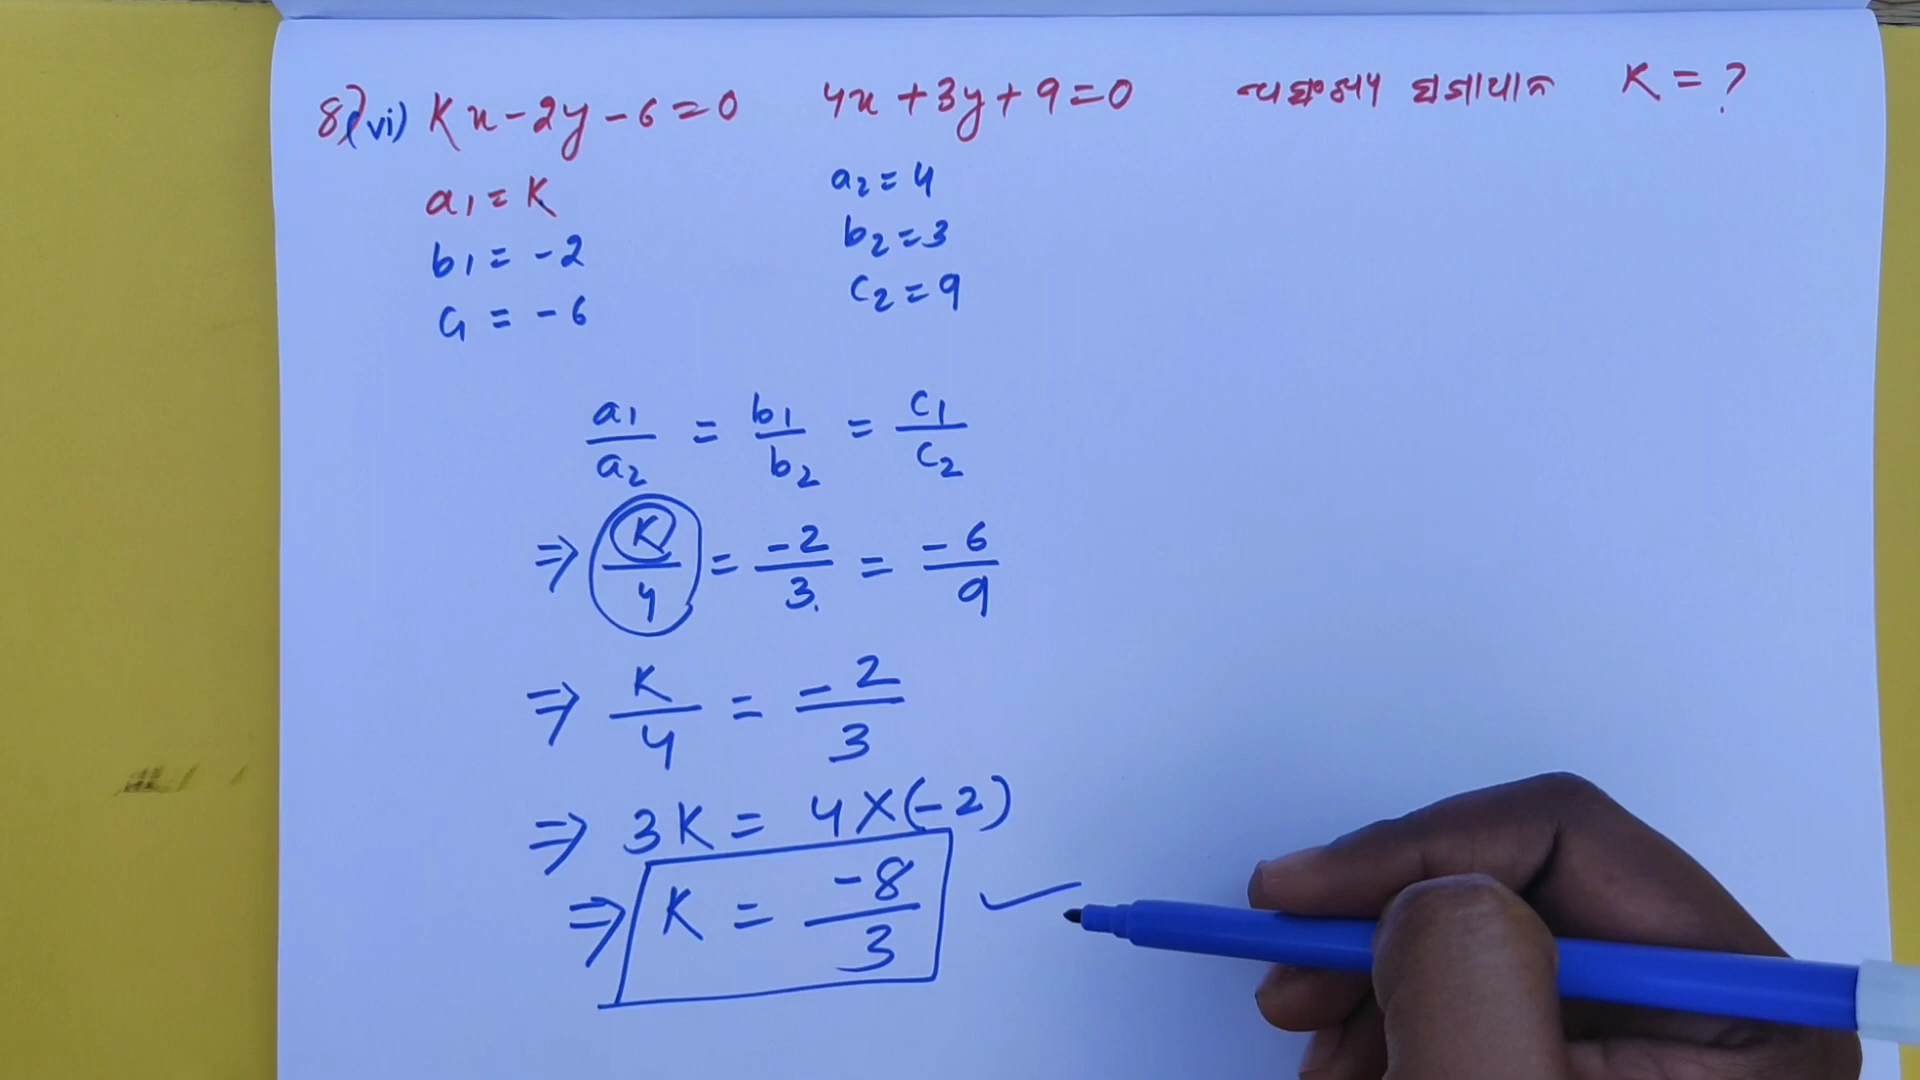 8) (vi) Kx - 2y - 6 = 0 4x + 3y + 9 = 0 ଅସଂଖ୍ୟ ସମାଧାନ K = ?
a1 = K a2 = 4
b1 = -2 b2 = 3
c1 = -6 c2 = 9
a1/a2 = b1/b2 = c1/c2
⇒ K/4 = -2/3 = -6/9
⇒ K/4 = -2/3
⇒ 3K = 4×(-2)
⇒ K = -8/3 ✓